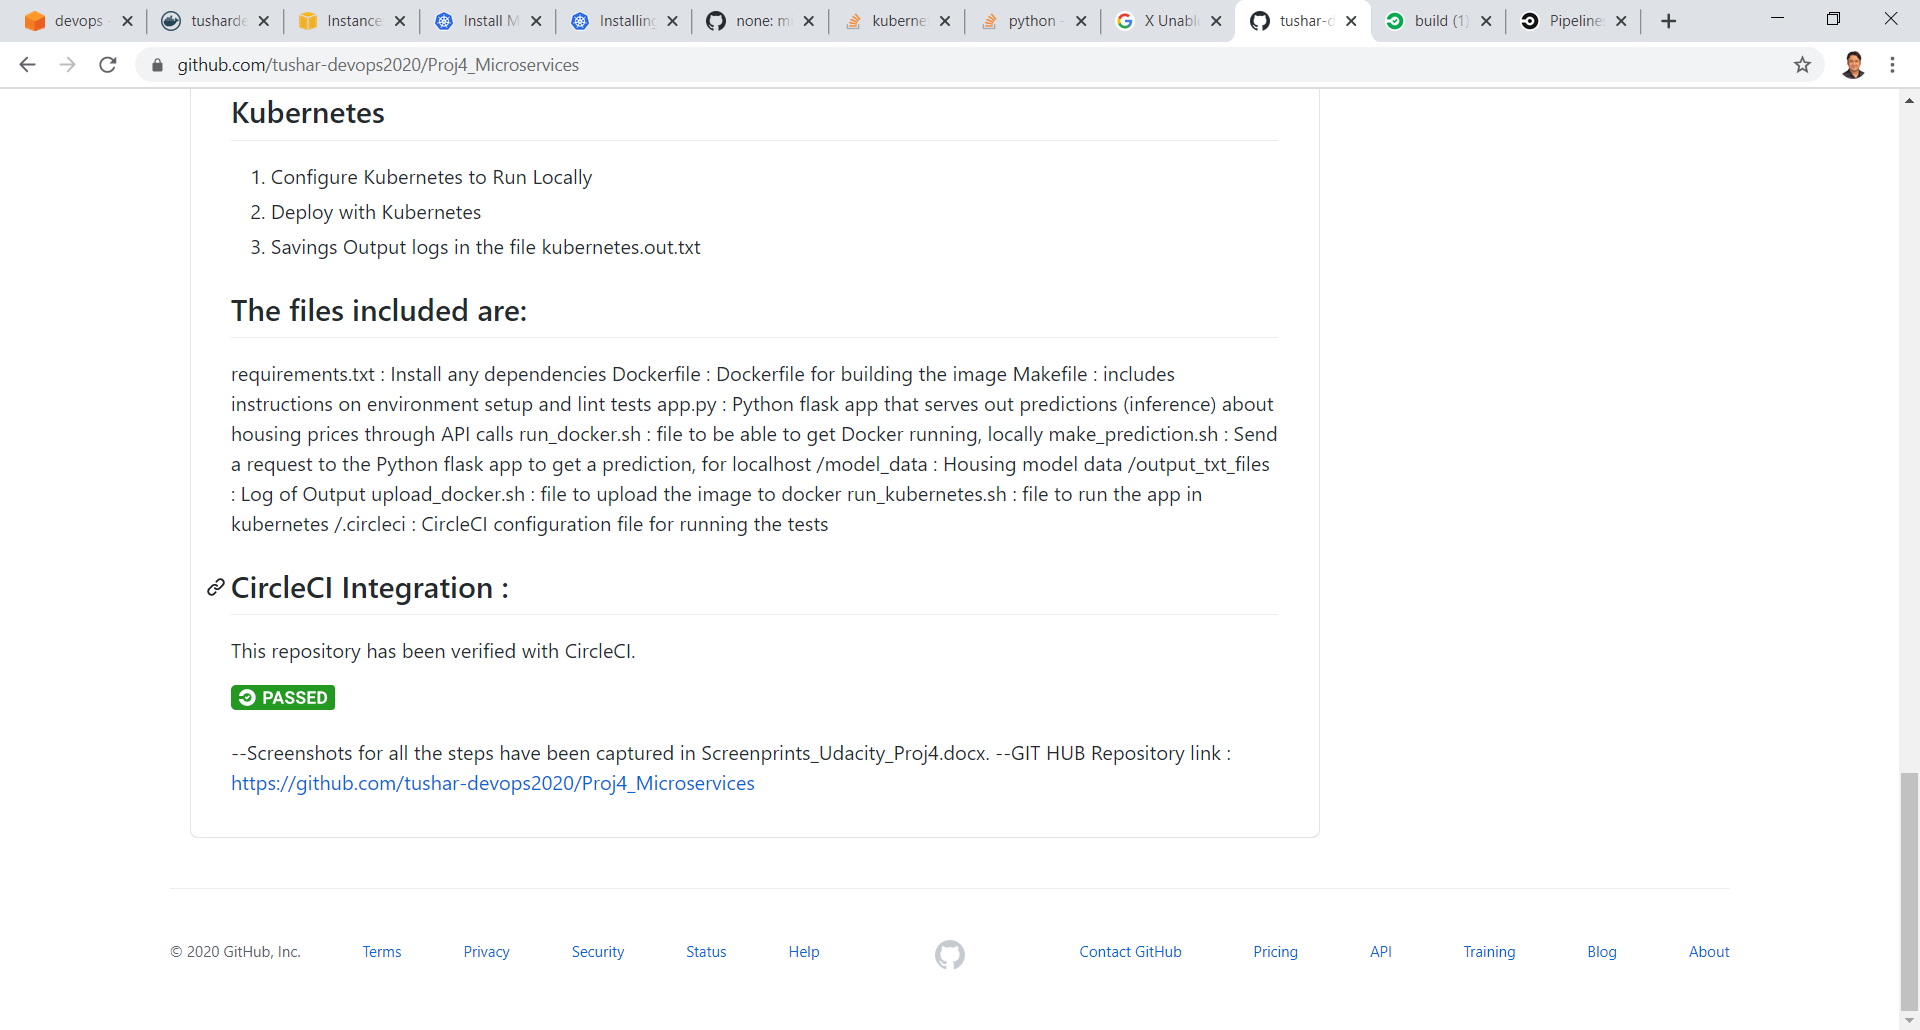 devops
tusharde
Instance
Install M
Installing
none: m
kuberne
python -
X Unabl
tushar-d
build (1)
Pipeline
github.com/tushar-devops2020/Proj4_Microservices
Kubernetes
1. Configure Kubernetes to Run Locally
2. Deploy with Kubernetes
3. Savings Output logs in the file kubernetes.out.txt
The files included are:
requirements.txt : Install any dependencies Dockerfile : Dockerfile for building the image Makefile : includes
instructions on environment setup and lint tests app.py : Python flask app that serves out predictions (inference) about
housing prices through API calls run_docker.sh : file to be able to get Docker running, locally make_prediction.sh : Send
a request to the Python flask app to get a prediction, for localhost /model_data : Housing model data /output_txt_files
: Log of Output upload_docker.sh : file to upload the image to docker run_kubernetes.sh : file to run the app in
kubernetes /.circleci : CircleCI configuration file for running the tests
CircleCI Integration :
This repository has been verified with CircleCI.
PASSED
--Screenshots for all the steps have been captured in Screenprints_Udacity_Proj4.docx. --GIT HUB Repository link :
https://github.com/tushar-devops2020/Proj4_Microservices
© 2020 GitHub, Inc.
Terms
Privacy
Security
Status
Help
Contact GitHub
Pricing
API
Training
Blog
About